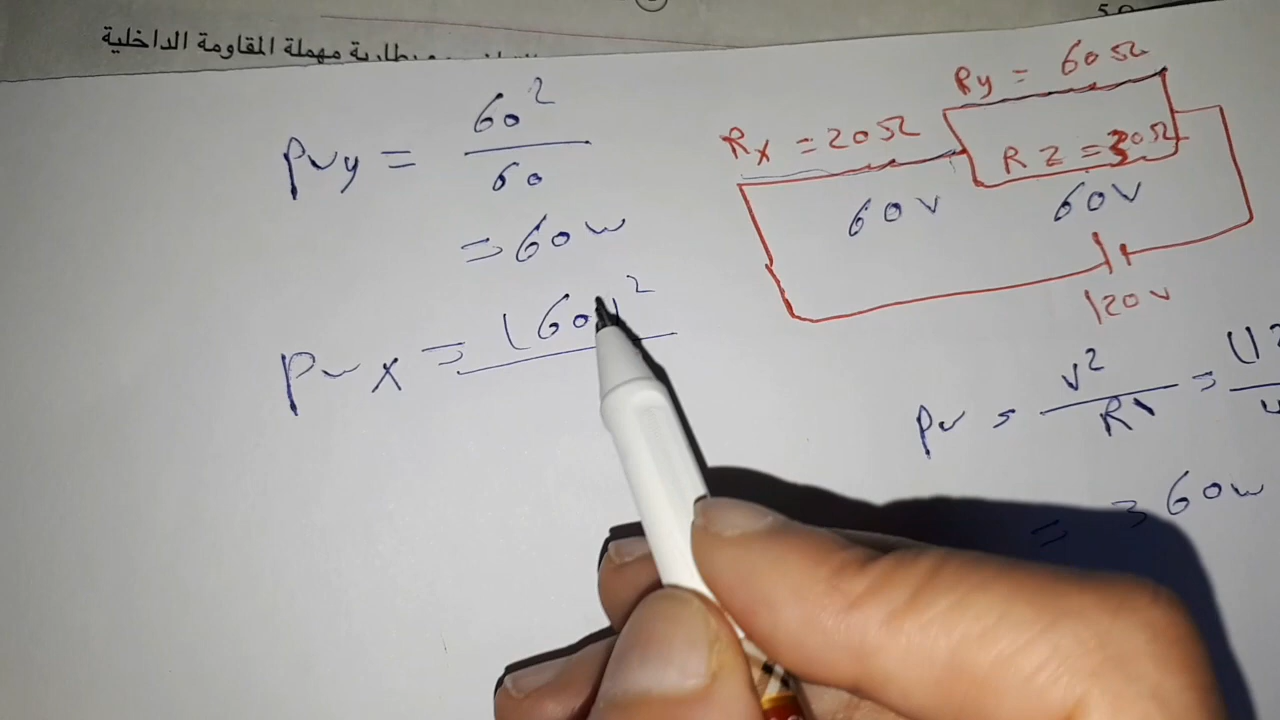 مهملة المقاومة الداخلية
Pwy = 60²/60
= 60w
Pwx = (60)²
Ry = 60Ω
Rx = 20Ω
Rz = 30Ω
60V 60V
120V
Pw = V²/R\ =
= 360w